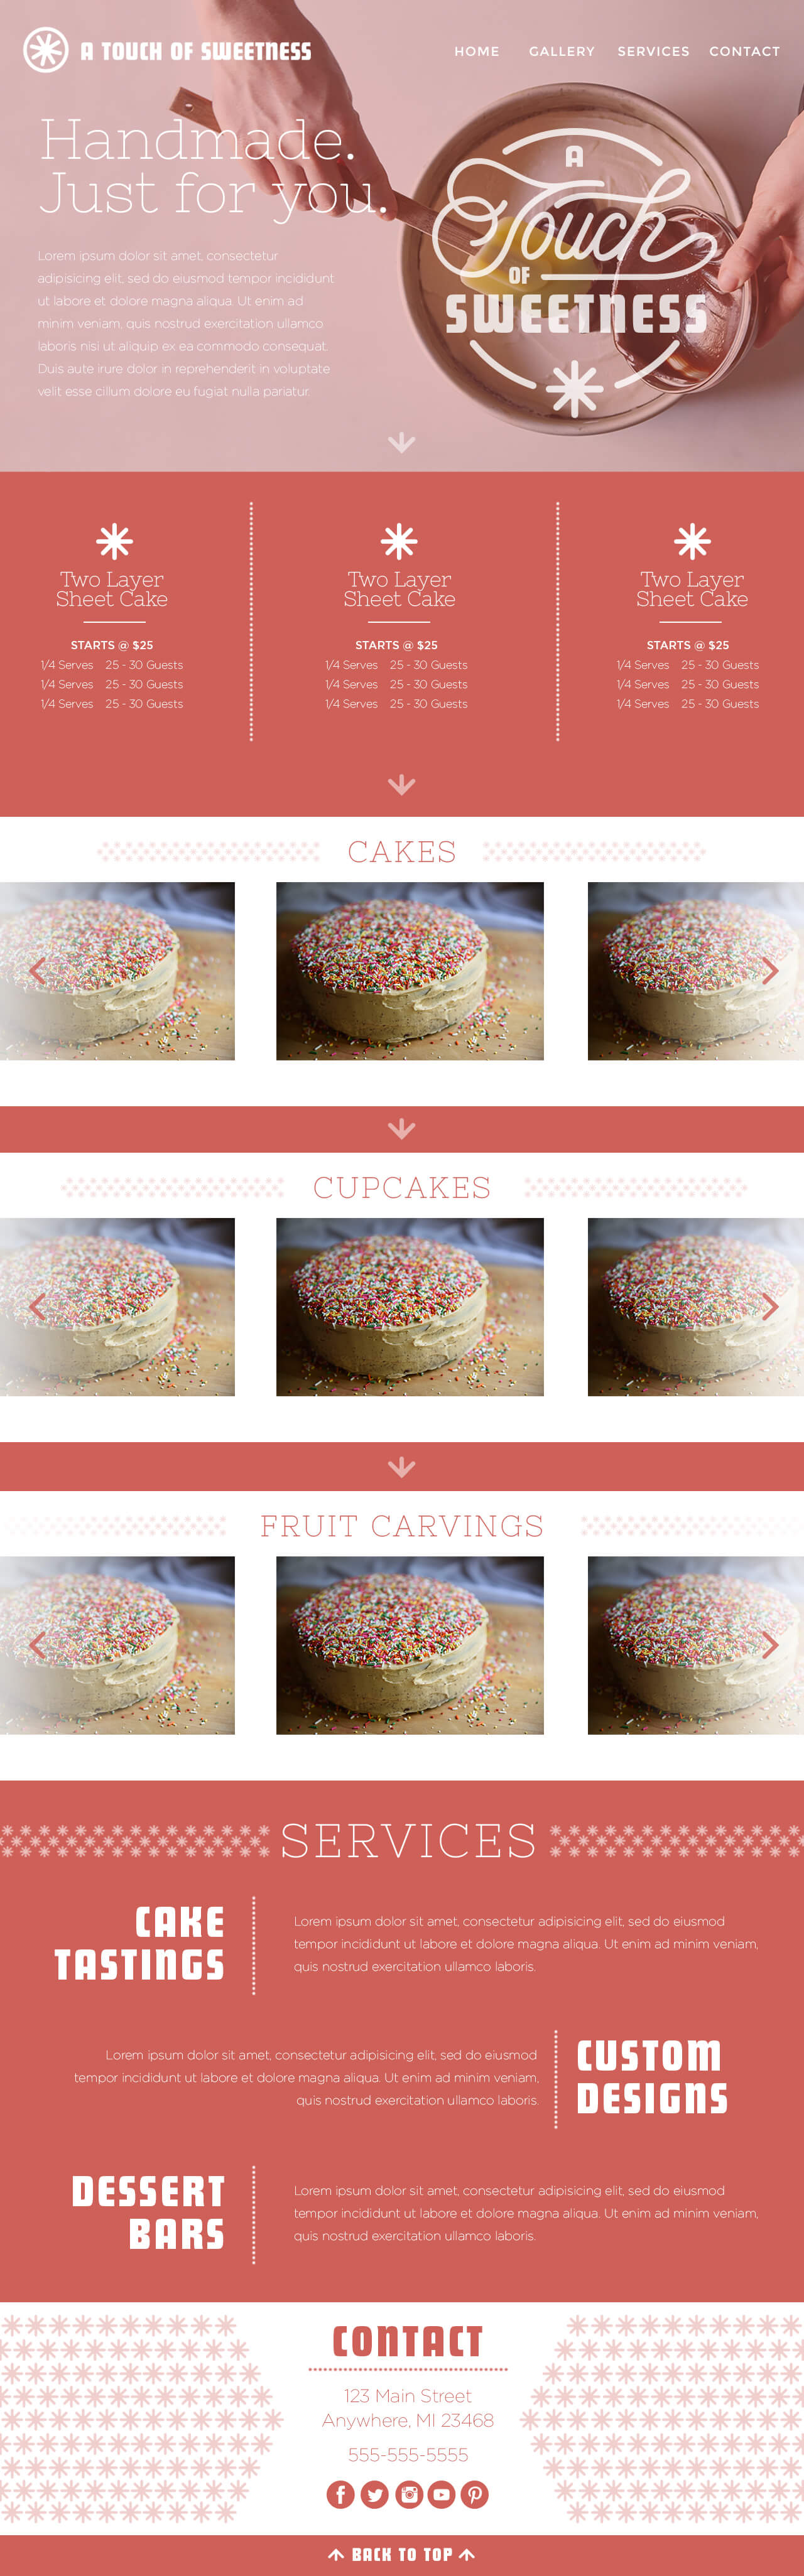 A TOUCH OF SWEETNESS
HOME GALLERY SERVICES CONTACT
Handmade.
Just for you.
Lorem ipsum dolor sit amet, consectetur
adipisicing elit, sed do eiusmod tempor incididunt
ut labore et dolore magna aliqua. Ut enim ad
minim veniam, quis nostrud exercitation ullamco
laboris nisi ut aliquip ex ea commodo consequat.
Duis aute irure dolor in reprehenderit in voluptate
velit esse cillum dolore eu fugiat nulla pariatur.
A
Touch
OF
SWEETNESS
Two Layer
Sheet Cake
STARTS @ $25
1/4 Serves 25 - 30 Guests
1/4 Serves 25 - 30 Guests
1/4 Serves 25 - 30 Guests
Two Layer
Sheet Cake
STARTS @ $25
1/4 Serves 25 - 30 Guests
1/4 Serves 25 - 30 Guests
1/4 Serves 25 - 30 Guests
Two Layer
Sheet Cake
STARTS @ $25
1/4 Serves 25 - 30 Guests
1/4 Serves 25 - 30 Guests
1/4 Serves 25 - 30 Guests
CAKES
CUPCAKES
FRUIT CARVINGS
SERVICES
CAKE
TASTINGS
Lorem ipsum dolor sit amet, consectetur adipisicing elit, sed do eiusmod
tempor incididunt ut labore et dolore magna aliqua. Ut enim ad minim veniam,
quis nostrud exercitation ullamco laboris.
Lorem ipsum dolor sit amet, consectetur adipisicing elit, sed do eiusmod
tempor incididunt ut labore et dolore magna aliqua. Ut enim ad minim veniam,
quis nostrud exercitation ullamco laboris.
CUSTOM
DESIGNS
DESSERT
BARS
Lorem ipsum dolor sit amet, consectetur adipisicing elit, sed do eiusmod
tempor incididunt ut labore et dolore magna aliqua. Ut enim ad minim veniam,
quis nostrud exercitation ullamco laboris.
CONTACT
123 Main Street
Anywhere, MI 23468
555-555-5555
BACK TO TOP